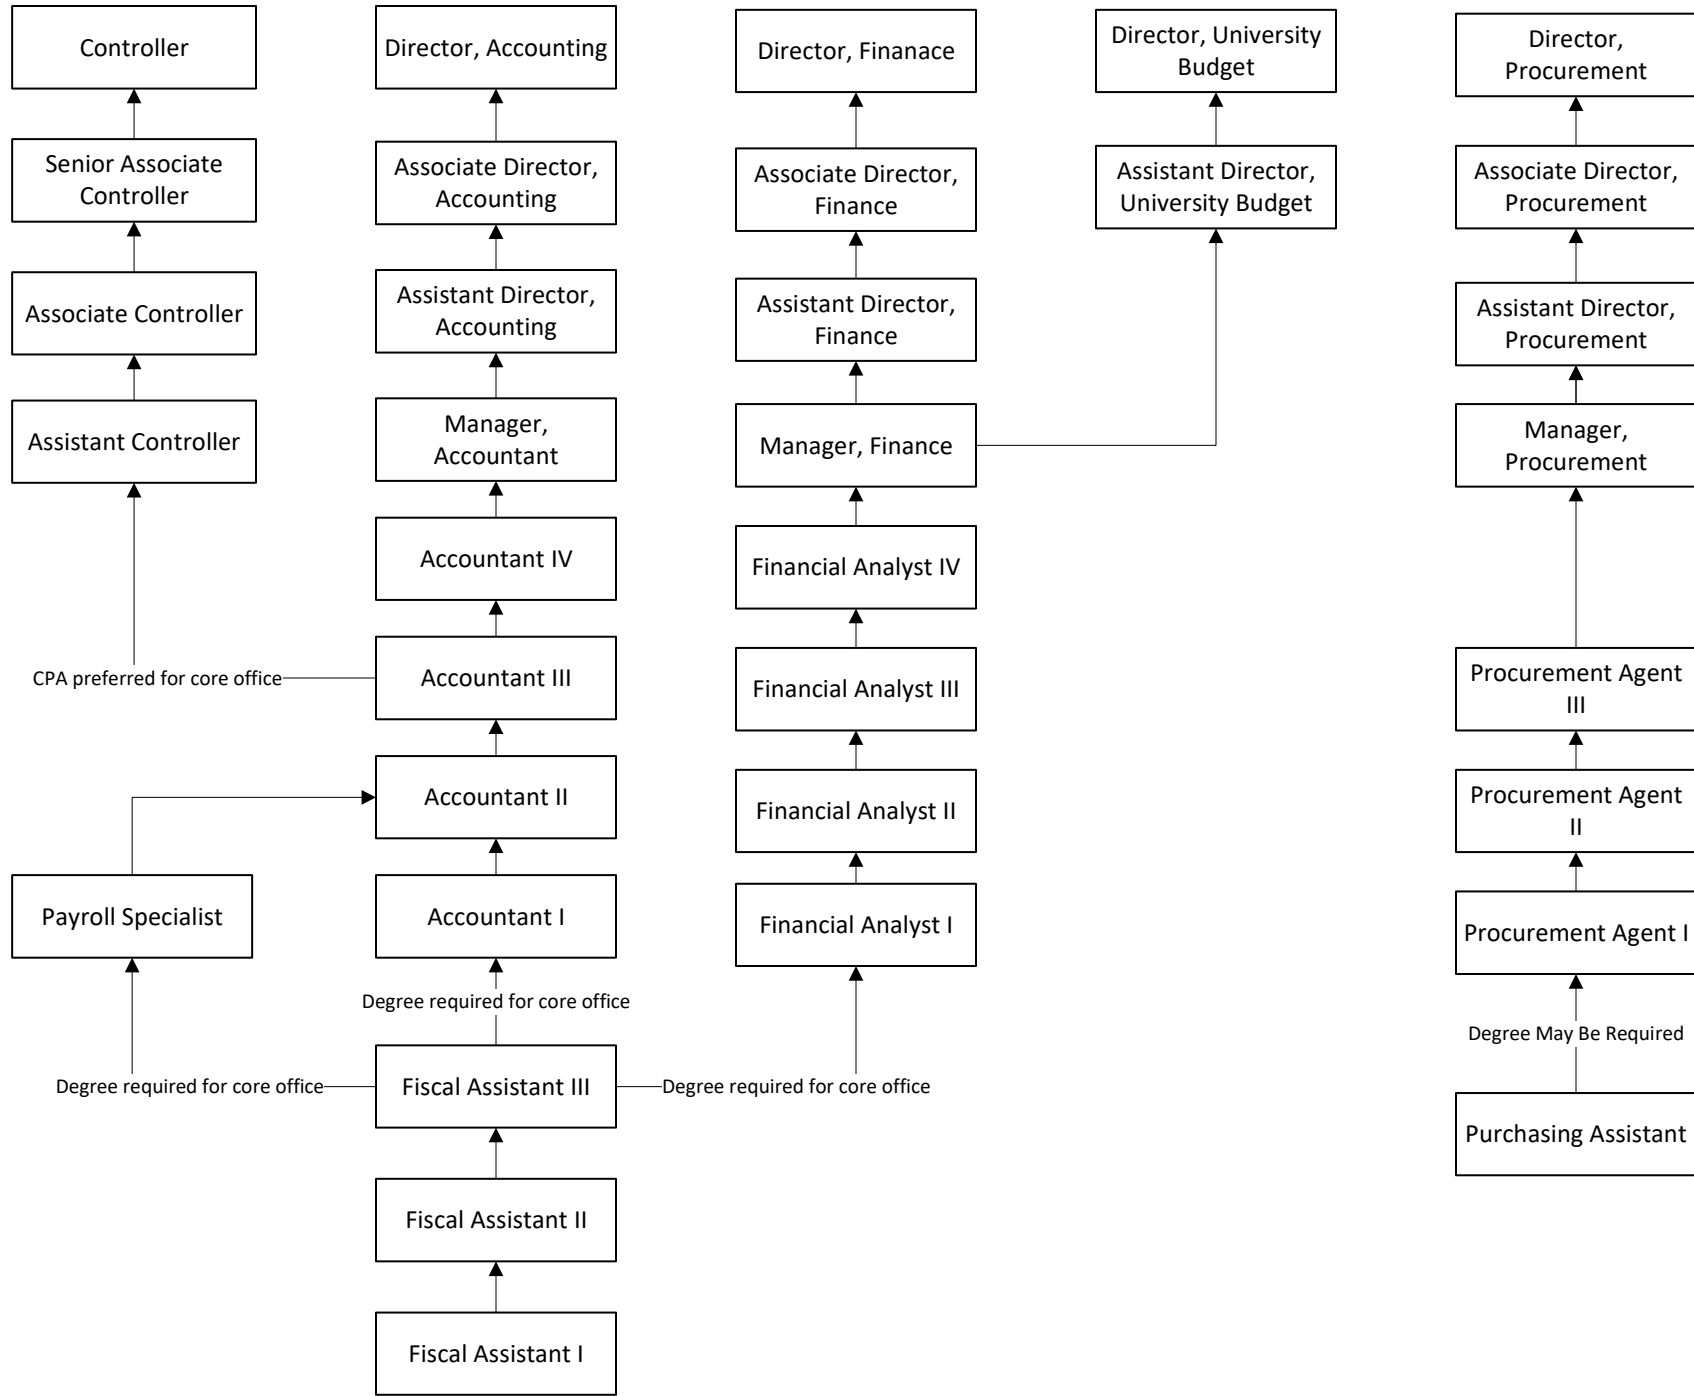 Controller
Senior Associate
Controller
Associate Controller
Assistant Controller
CPA preferred for core office
Payroll Specialist
Degree required for core office
Director, Accounting
Associate Director,
Accounting
Assistant Director,
Accounting
Manager,
Accountant
Accountant IV
Accountant III
Accountant II
Accountant I
Degree required for core office
Fiscal Assistant III
Fiscal Assistant II
Fiscal Assistant I
Director, Finanace
Associate Director,
Finance
Assistant Director,
Finance
Manager, Finance
Financial Analyst IV
Financial Analyst III
Financial Analyst II
Financial Analyst I
Degree required for core office
Director, University
Budget
Assistant Director,
University Budget
Director,
Procurement
Associate Director,
Procurement
Assistant Director,
Procurement
Manager,
Procurement
Procurement Agent
III
Procurement Agent
II
Procurement Agent I
Degree May Be Required
Purchasing Assistant